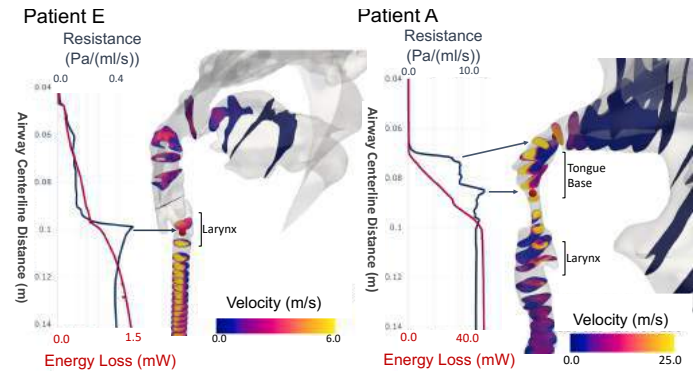 Patient E
Resistance
(Pa/(ml/s))
0.0
0.4
0.04
0.06
0.08
0.1
0.12
0.14
Airway Centerline Distance (m)
Larynx
Velocity (m/s)
0.0
6.0
0.0
1.5
Energy Loss (mW)
Patient A
Resistance
(Pa/(ml/s))
0.0
10.0
0.04
0.06
0.08
0.1
0.12
0.14
Airway Centerline Distance (m)
Tongue
Base
Larynx
Velocity (m/s)
0.0
25.0
0.0
40.0
Energy Loss (mW)